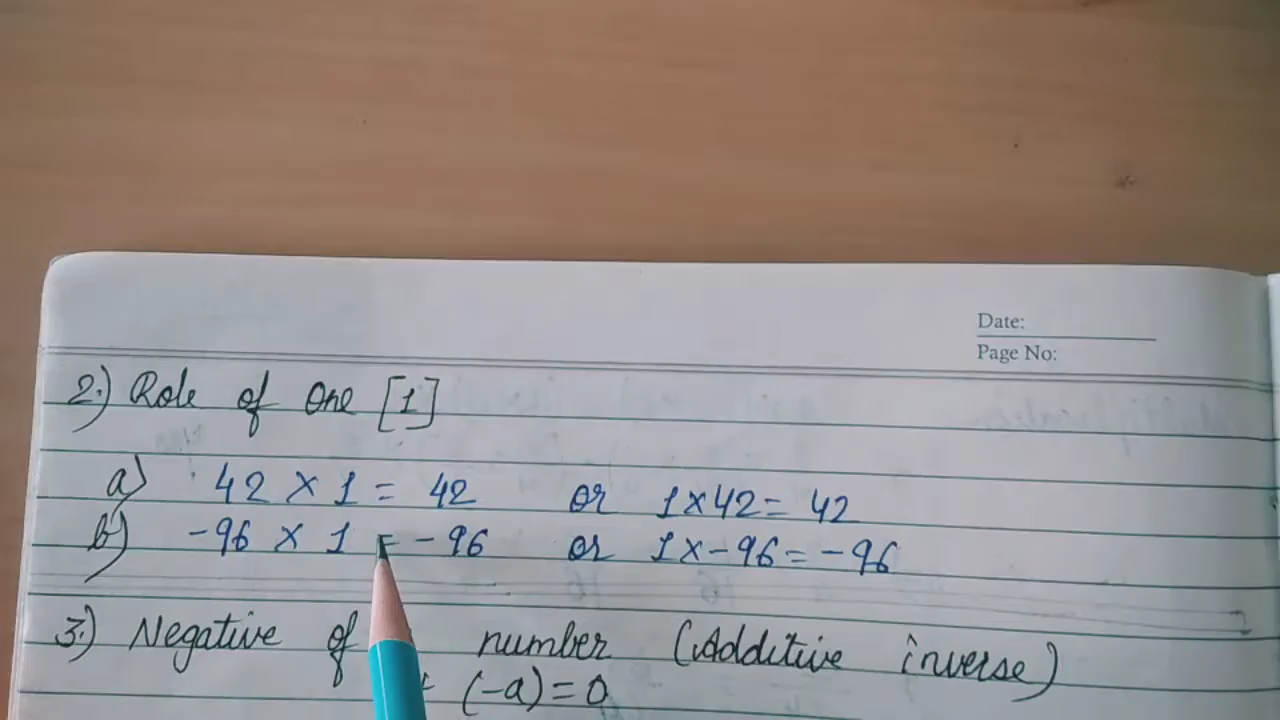 Date:
Page No:
2.) Role of One [1]
a) 42 × 1 = 42 or 1×42 = 42
b) -96 × 1 = -96 or 1×-96 = -96
3.) Negative of number (Additive inverse)
+ (-a) = 0